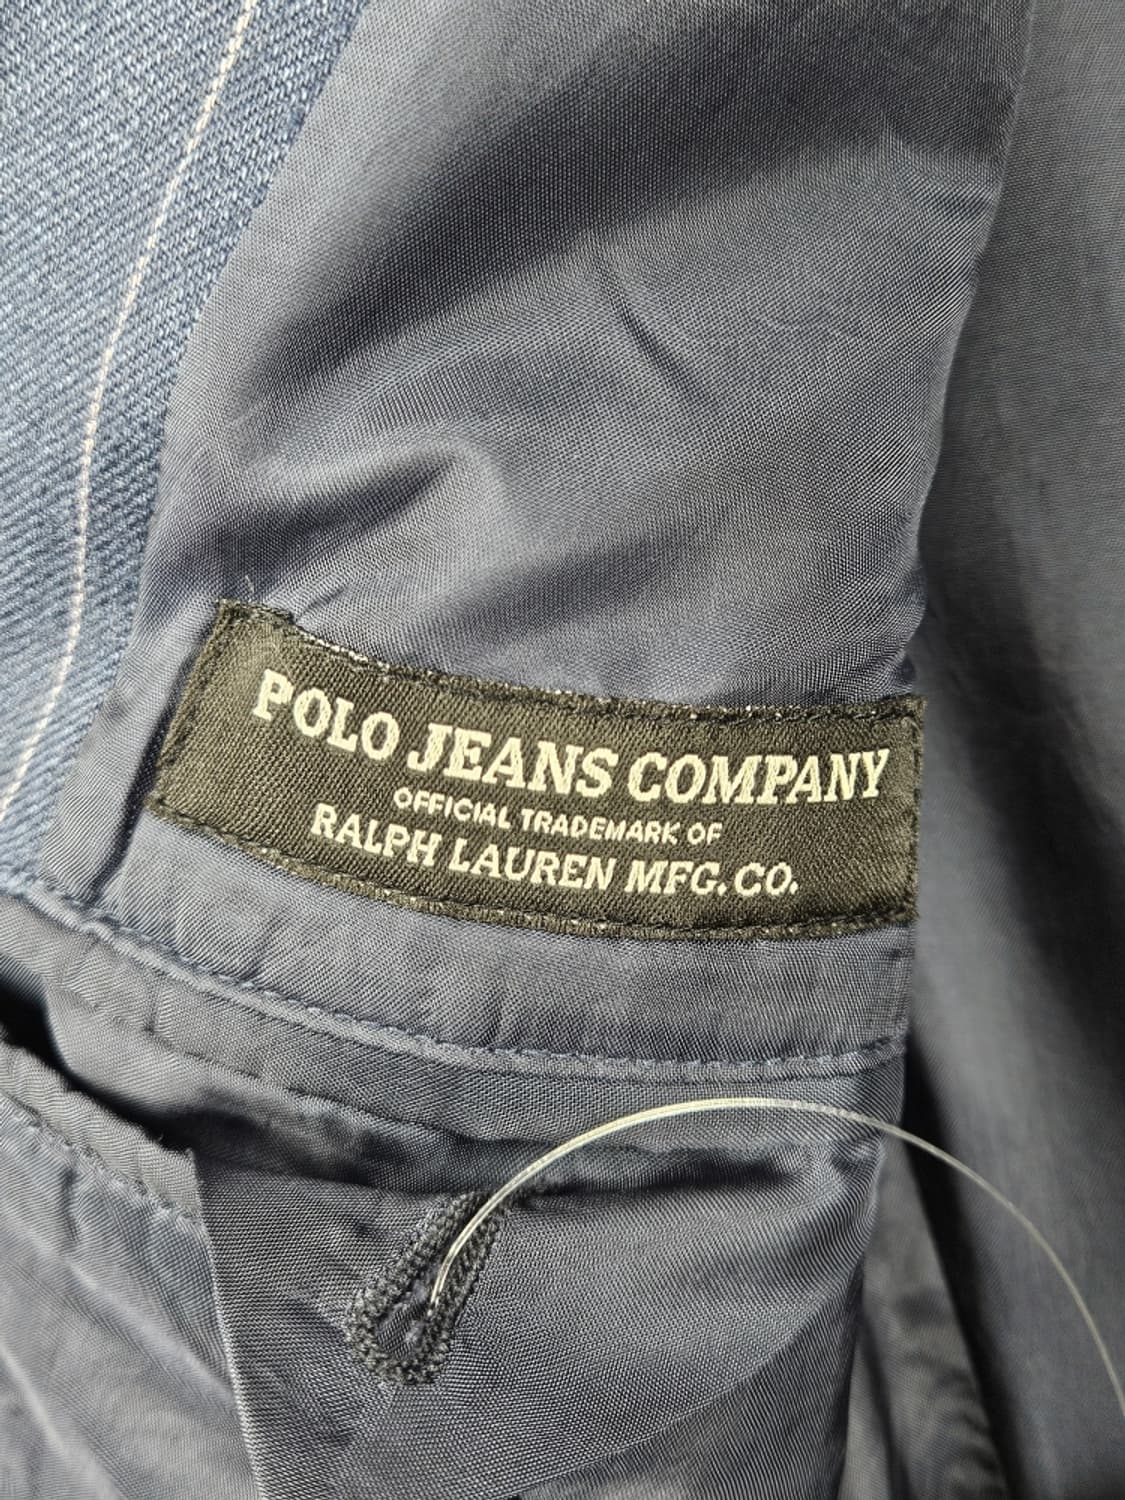 POLO JEANS COMPANY
OFFICIAL TRADEMARK OF
RALPH LAUREN MFG. CO.